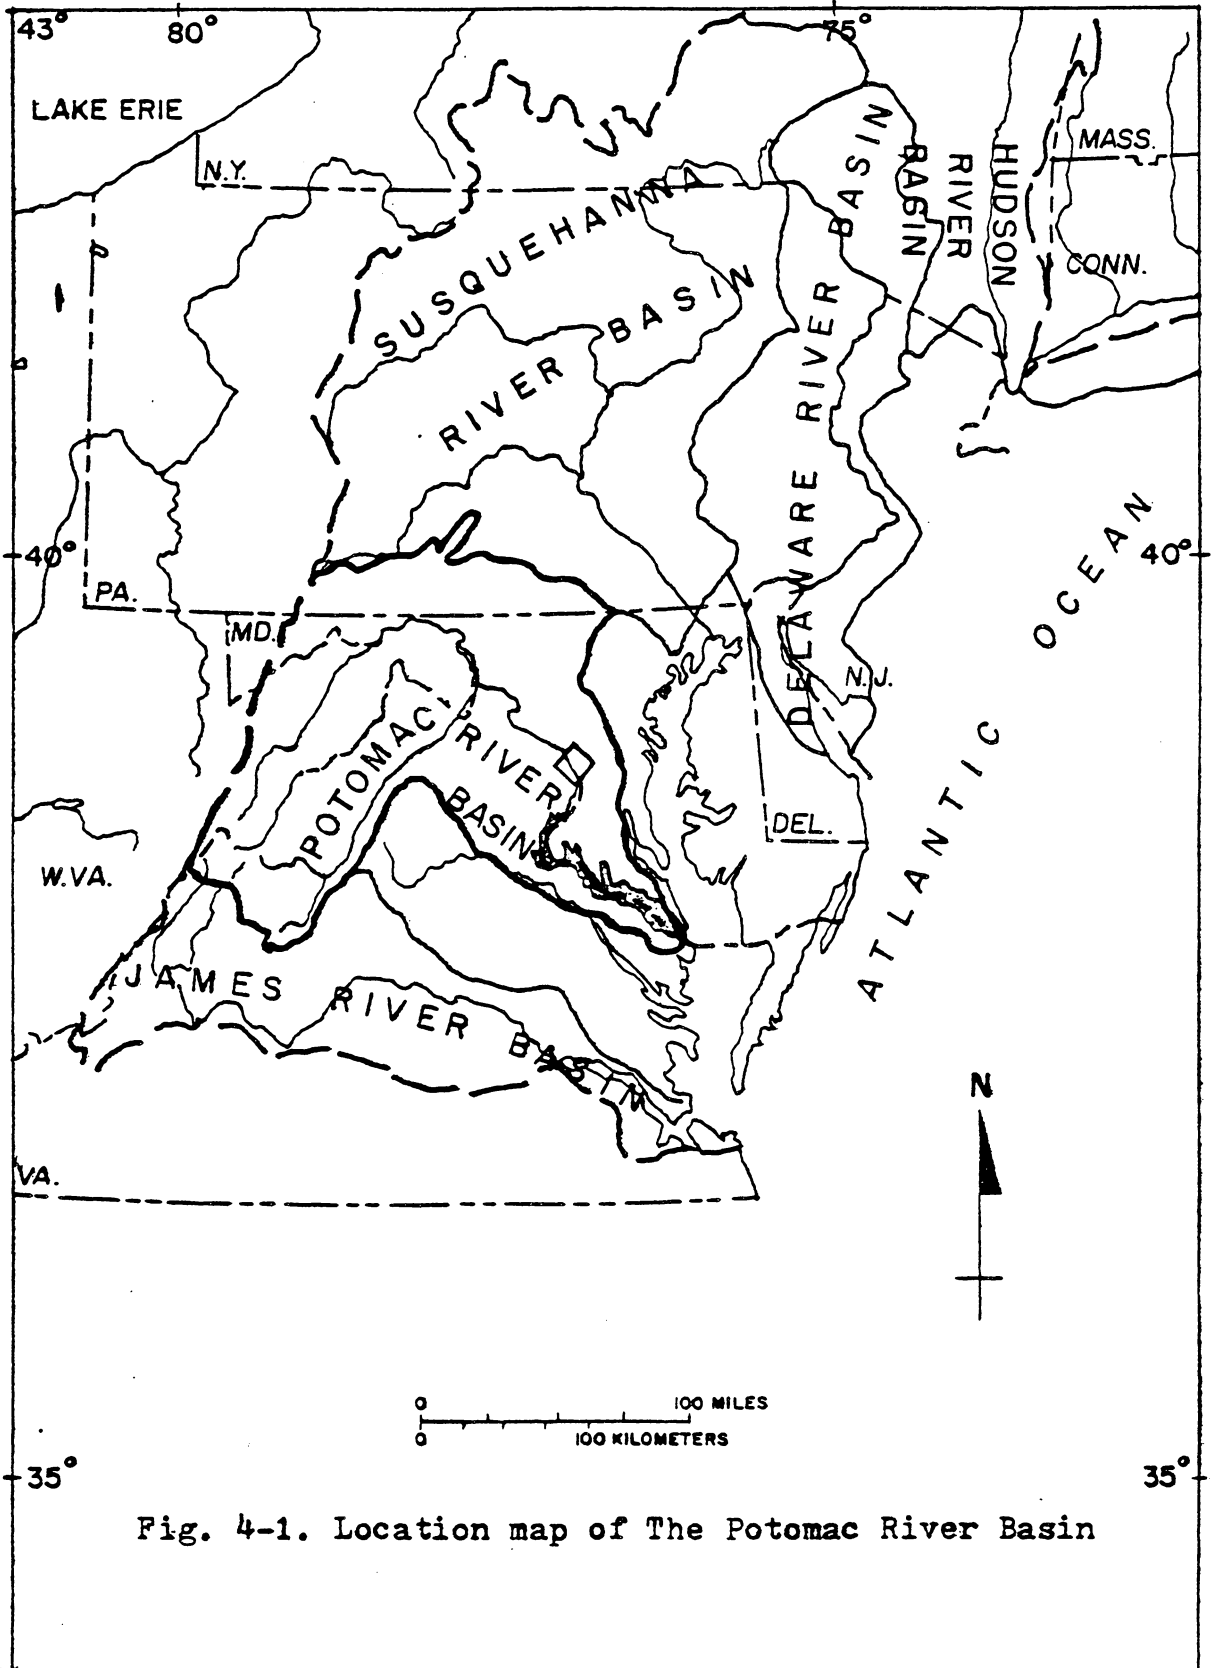 43° 80° 75°
LAKE ERIE
N.Y.
MASS.
CONN.
SUSQUEHANNA
RIVER BASIN
DELAWARE RIVER BASIN
HUDSON
RIVER
BASIN
40° 40°
PA.
MD.
N.J.
POTOMAC RIVER
BASIN
DEL.
W.VA.
ATLANTIC OCEAN
JAMES RIVER BASIN
VA.
N
0 100 MILES
0 100 KILOMETERS
35° 35°
Fig. 4-1. Location map of The Potomac River Basin